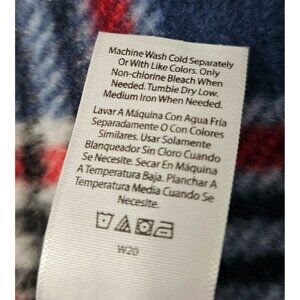 Machine Wash Cold Separately
Or With Like Colors. Only
Non-chlorine Bleach When
Needed. Tumble Dry Low.
Medium Iron When Needed.
Lavar A Máquina Con Agua Fría
Separadamente O Con Colores
Similares. Usar Solamente
Blanqueador Sin Cloro Cuando
Se Necesite. Secar En Máquina
A Temperatura Baja. Planchar A
Temperatura Media Cuando Se
Necesite.
W20